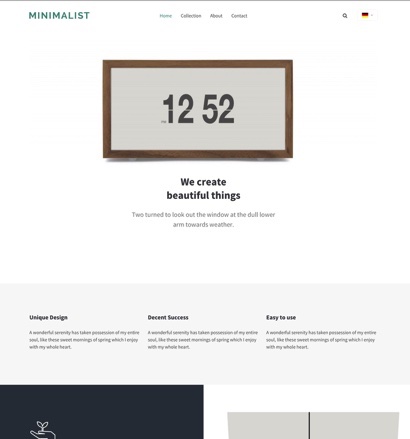 MINIMALIST
Home Collection About Contact
12 52
We create
beautiful things
Two turned to look out the window at the dull lower
arm towards weather.
Unique Design
A wonderful serenity has taken possession of my entire
soul, like these sweet mornings of spring which I enjoy
with my whole heart.
Decent Success
A wonderful serenity has taken possession of my entire
soul, like these sweet mornings of spring which I enjoy
with my whole heart.
Easy to use
A wonderful serenity has taken possession of my entire
soul, like these sweet mornings of spring which I enjoy
with my whole heart.